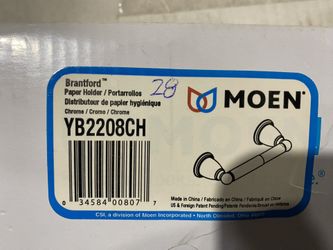 Brantford™
28
Paper Holder / Portarrollos
Distributeur de papier hygiénique
Chrome / Cromo / Chrome
YB2208CH
MOEN®
0 34584 00807 7
Made in China / Fabricado en China / Fabriqué en Chine
US & Foreign Patent Pending/Patents
CSI, a division of Moen Incorporated • North Olmsted, Ohio